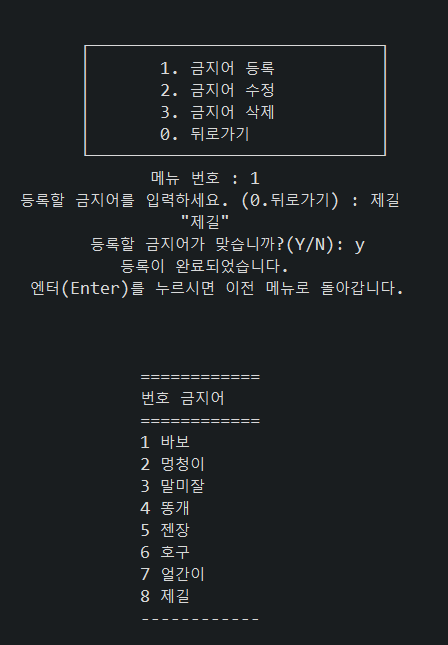 1. 금지어 등록
2. 금지어 수정
3. 금지어 삭제
0. 뒤로가기
메뉴 번호 : 1
등록할 금지어를 입력하세요. (0.뒤로가기) : 제길
"제길"
등록할 금지어가 맞습니까?(Y/N): y
등록이 완료되었습니다.
엔터(Enter)를 누르시면 이전 메뉴로 돌아갑니다.
============
번호 금지어
============
1 바보
2 멍청이
3 말미잘
4 똥개
5 젠장
6 호구
7 얼간이
8 제길
------------